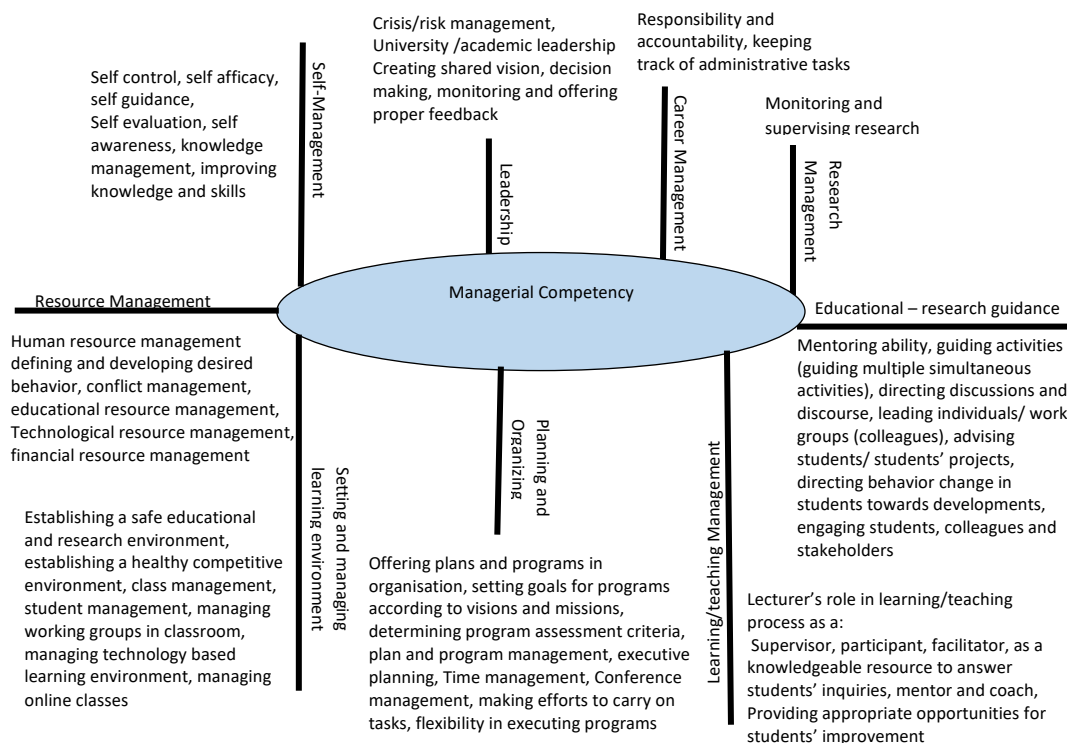 Crisis/risk management,
University /academic leadership
Creating shared vision, decision
making, monitoring and offering
proper feedback
Responsibility and
accountability, keeping
track of administrative tasks
Self control, self afficacy,
self guidance,
Self evaluation, self
awareness, knowledge
management, improving
knowledge and skills
Monitoring and
supervising research
Self-Management
Leadership
Career Management
Research
Management
Managerial Competency
Resource Management
Educational – research guidance
Human resource management
defining and developing desired
behavior, conflict management,
educational resource management,
Technological resource management,
financial resource management
Mentoring ability, guiding activities
(guiding multiple simultaneous
activities), directing discussions and
discourse, leading individuals/ work
groups (colleagues), advising
students/ students’ projects,
directing behavior change in
students towards developments,
engaging students, colleagues and
stakeholders
Setting and managing
learning environment
Planning and
Organizing
Learning/teaching Management
Establishing a safe educational
and research environment,
establishing a healthy competitive
environment, class management,
student management, managing
working groups in classroom,
managing technology based
learning environment, managing
online classes
Offering plans and programs in
organisation, setting goals for programs
according to visions and missions,
determining program assessment criteria,
plan and program management, executive
planning, Time management, Conference
management, making efforts to carry on
tasks, flexibility in executing programs
Lecturer’s role in learning/teaching
process as a:
Supervisor, participant, facilitator, as a
knowledgeable resource to answer
students’ inquiries, mentor and coach,
Providing appropriate opportunities for
students’ improvement